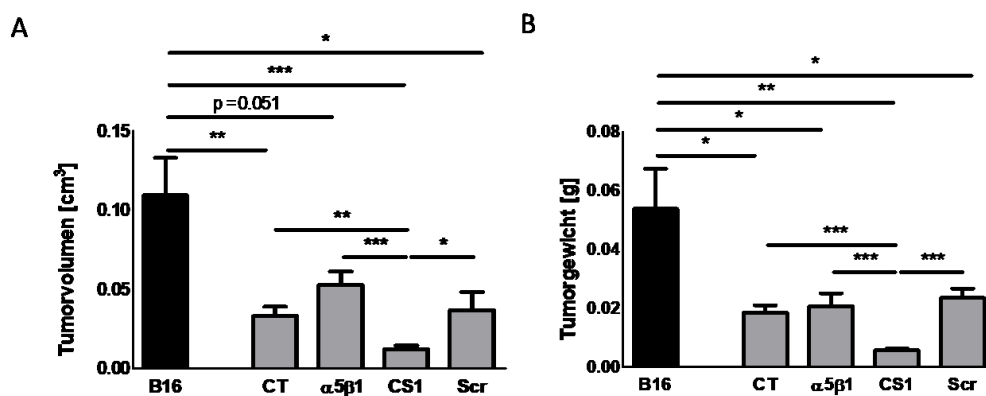 A
*
***
p=0.051
**
Tumorvolumen [cm³]
0.15
0.10
0.05
0.00
**
***
*
B16
CT
α5β1
CS1
Scr
B
*
**
*
*
Tumorgewicht [g]
0.08
0.06
0.04
0.02
0.00
***
***
***
B16
CT
α5β1
CS1
Scr